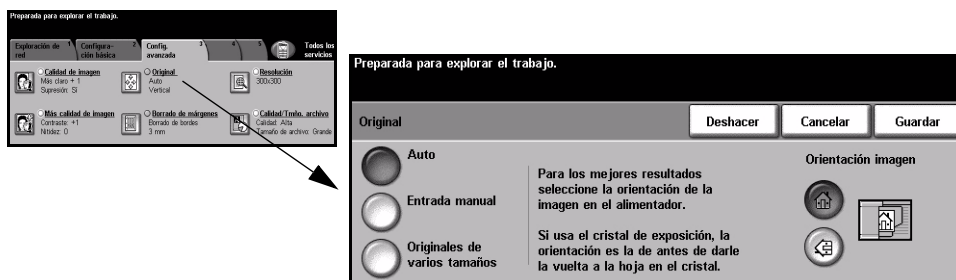 Preparada para explorar el trabajo.
Exploración de red 1
Configura-ción básica 2
Config. avanzada 3
4
5
Todos los servicios
Calidad de imagen
Más claro + 1
Supresión: Sí
Original
Auto
Vertical
Resolución
300x300
Más calidad de imagen
Contraste: +1
Nitidez: 0
Borrado de márgenes
Borrado de bordes
3 mm
Calidad/Tmño. archivo
Calidad: Alta
Tamaño de archivo: Grande
Preparada para explorar el trabajo.
Original
Deshacer
Cancelar
Guardar
Auto
Entrada manual
Originales de
varios tamaños
Para los mejores resultados
seleccione la orientación de la
imagen en el alimentador.
Si usa el cristal de exposición, la
orientación es la de antes de darle
la vuelta a la hoja en el cristal.
Orientación imagen